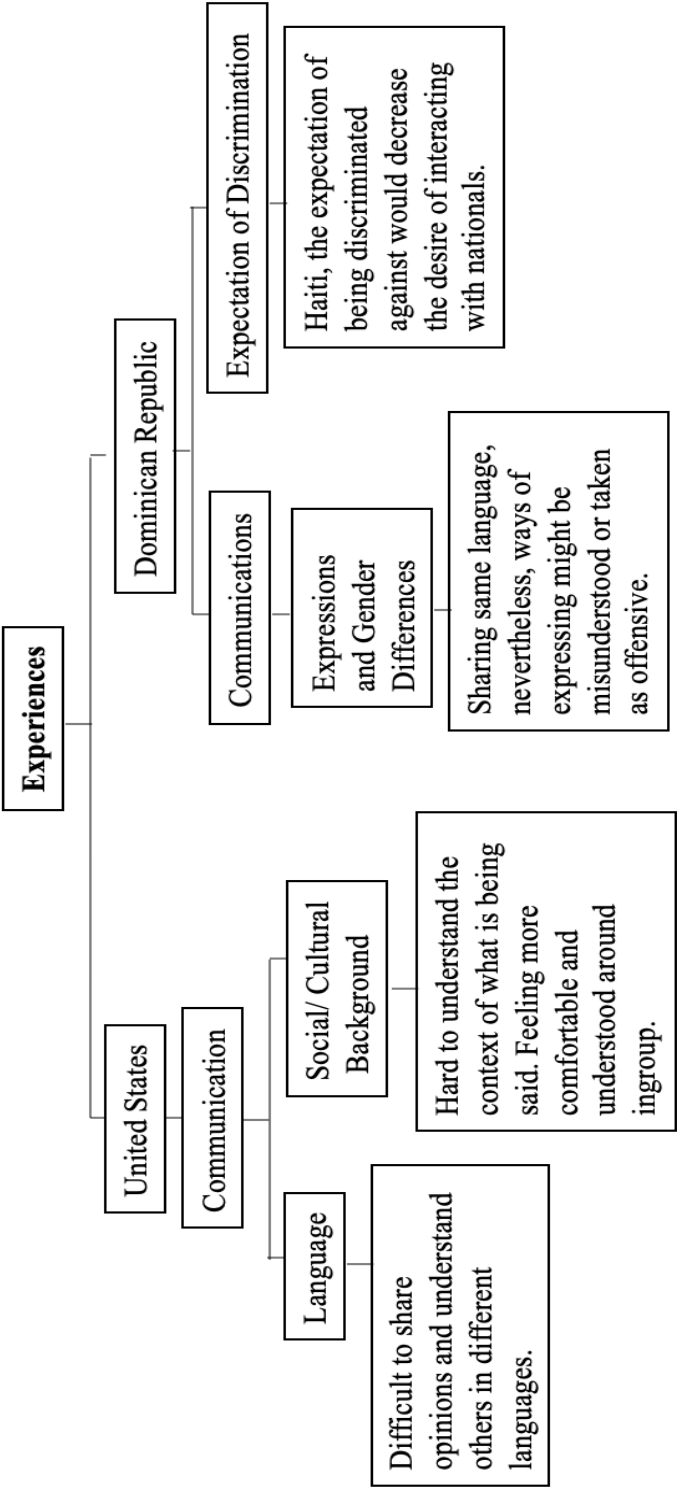 Experiences
United States
Communication
Language
Difficult to share
opinions and understand
others in different
languages.
Social/ Cultural
Background
Hard to understand the
context of what is being
said. Feeling more
comfortable and
understood around
ingroup.
Dominican Republic
Communications
Expressions
and Gender
Differences
Sharing same language,
nevertheless, ways of
expressing might be
misunderstood or taken
as offensive.
Expectation of Discrimination
Haiti, the expectation of
being discriminated
against would decrease
the desire of interacting
with nationals.